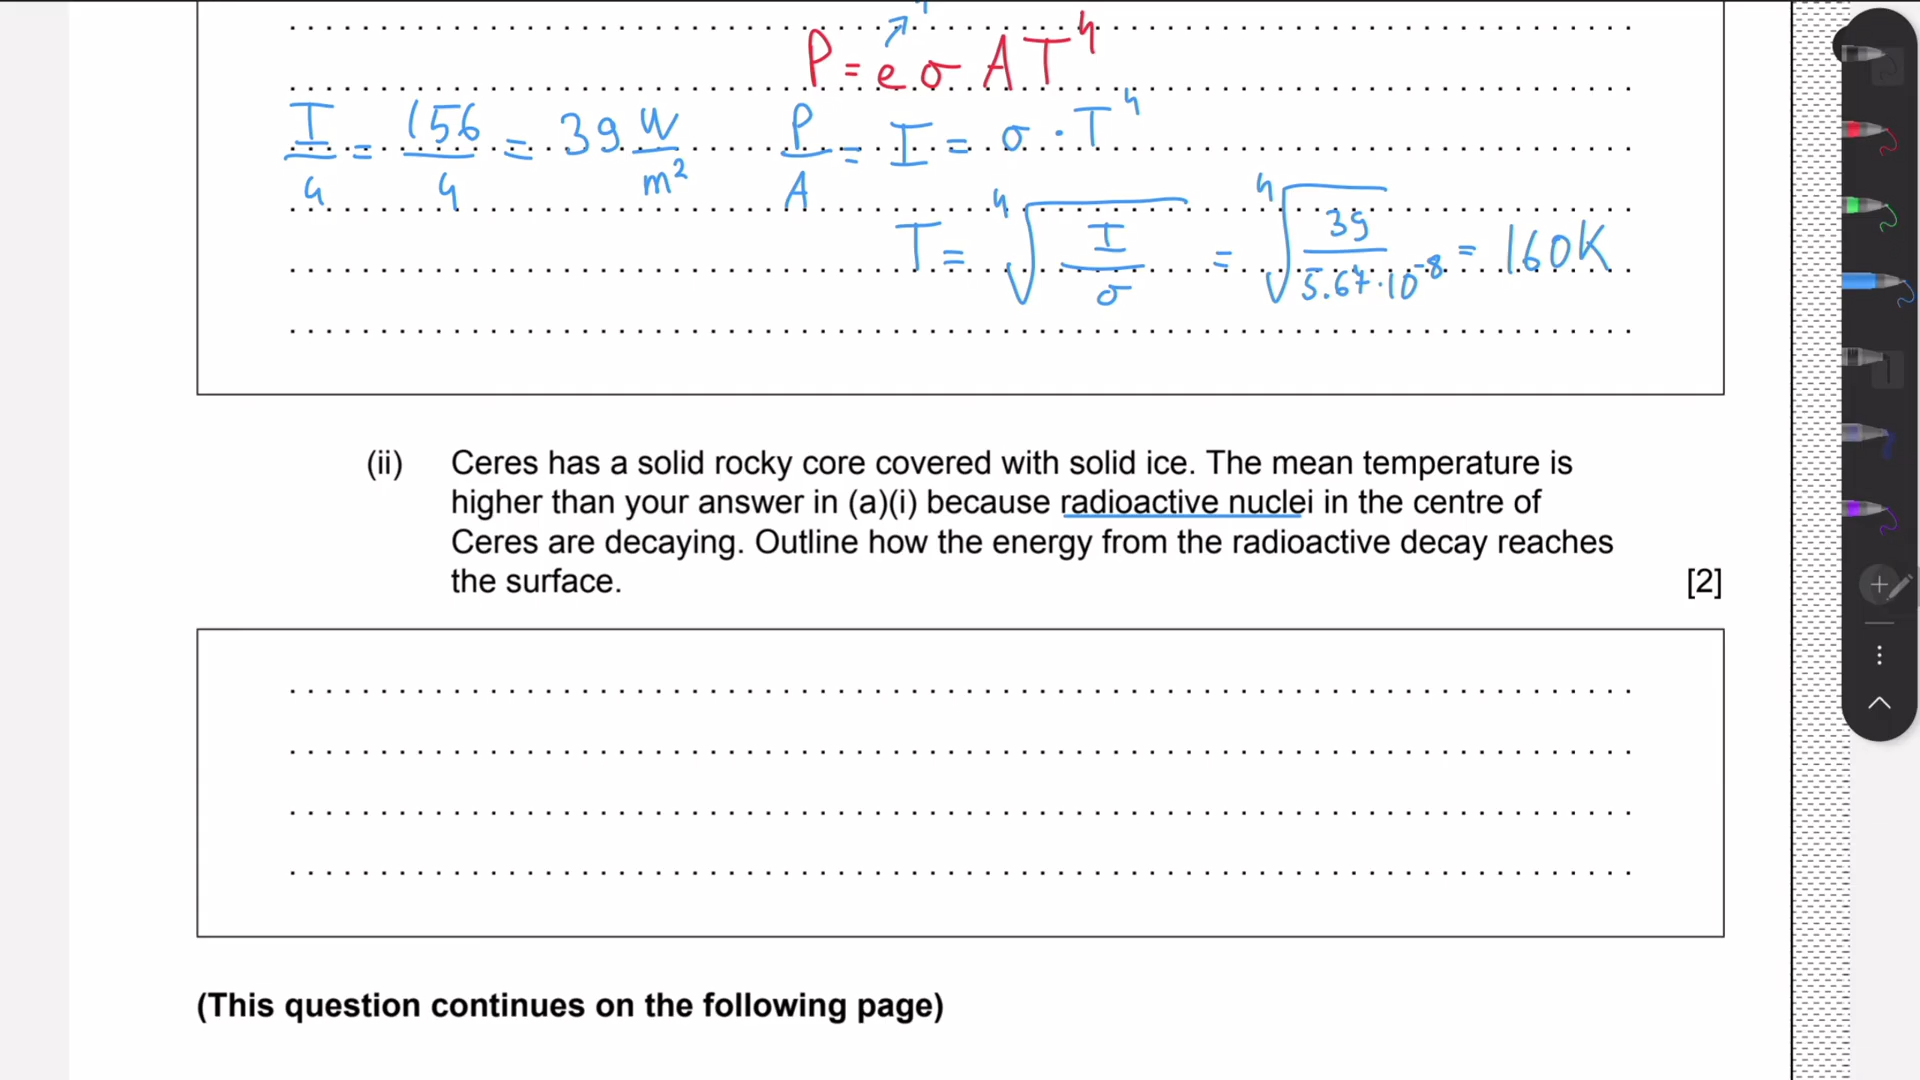 P = e σ A T⁴
I/4 = 156/4 = 39 W/m² P/A = I = σ · T⁴
T = ⁴√(I/σ) = ⁴√(39/5.67·10⁻⁸) = 160K
(ii) Ceres has a solid rocky core covered with solid ice. The mean temperature is
higher than your answer in (a)(i) because radioactive nuclei in the centre of
Ceres are decaying. Outline how the energy from the radioactive decay reaches
the surface. [2]
(This question continues on the following page)